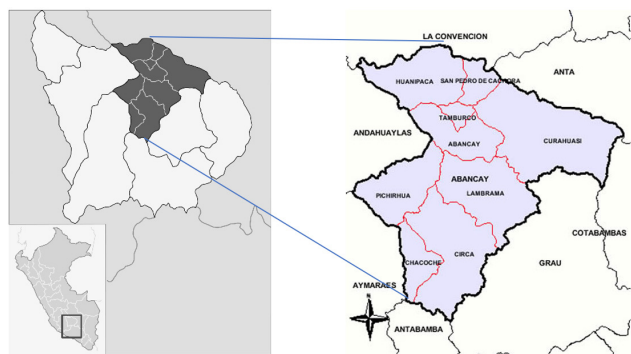 LA CONVENCION
ANTA
HUANIPACA
SAN PEDRO DE CACHORA
TAMBURCO
ANDAHUAYLAS
ABANCAY
CURAHUASI
ABANCAY
PICHIRHUA
LAMBRAMA
COTABAMBAS
CIRCA
CHACOCHE
GRAU
AYMARAES
ANTABAMBA